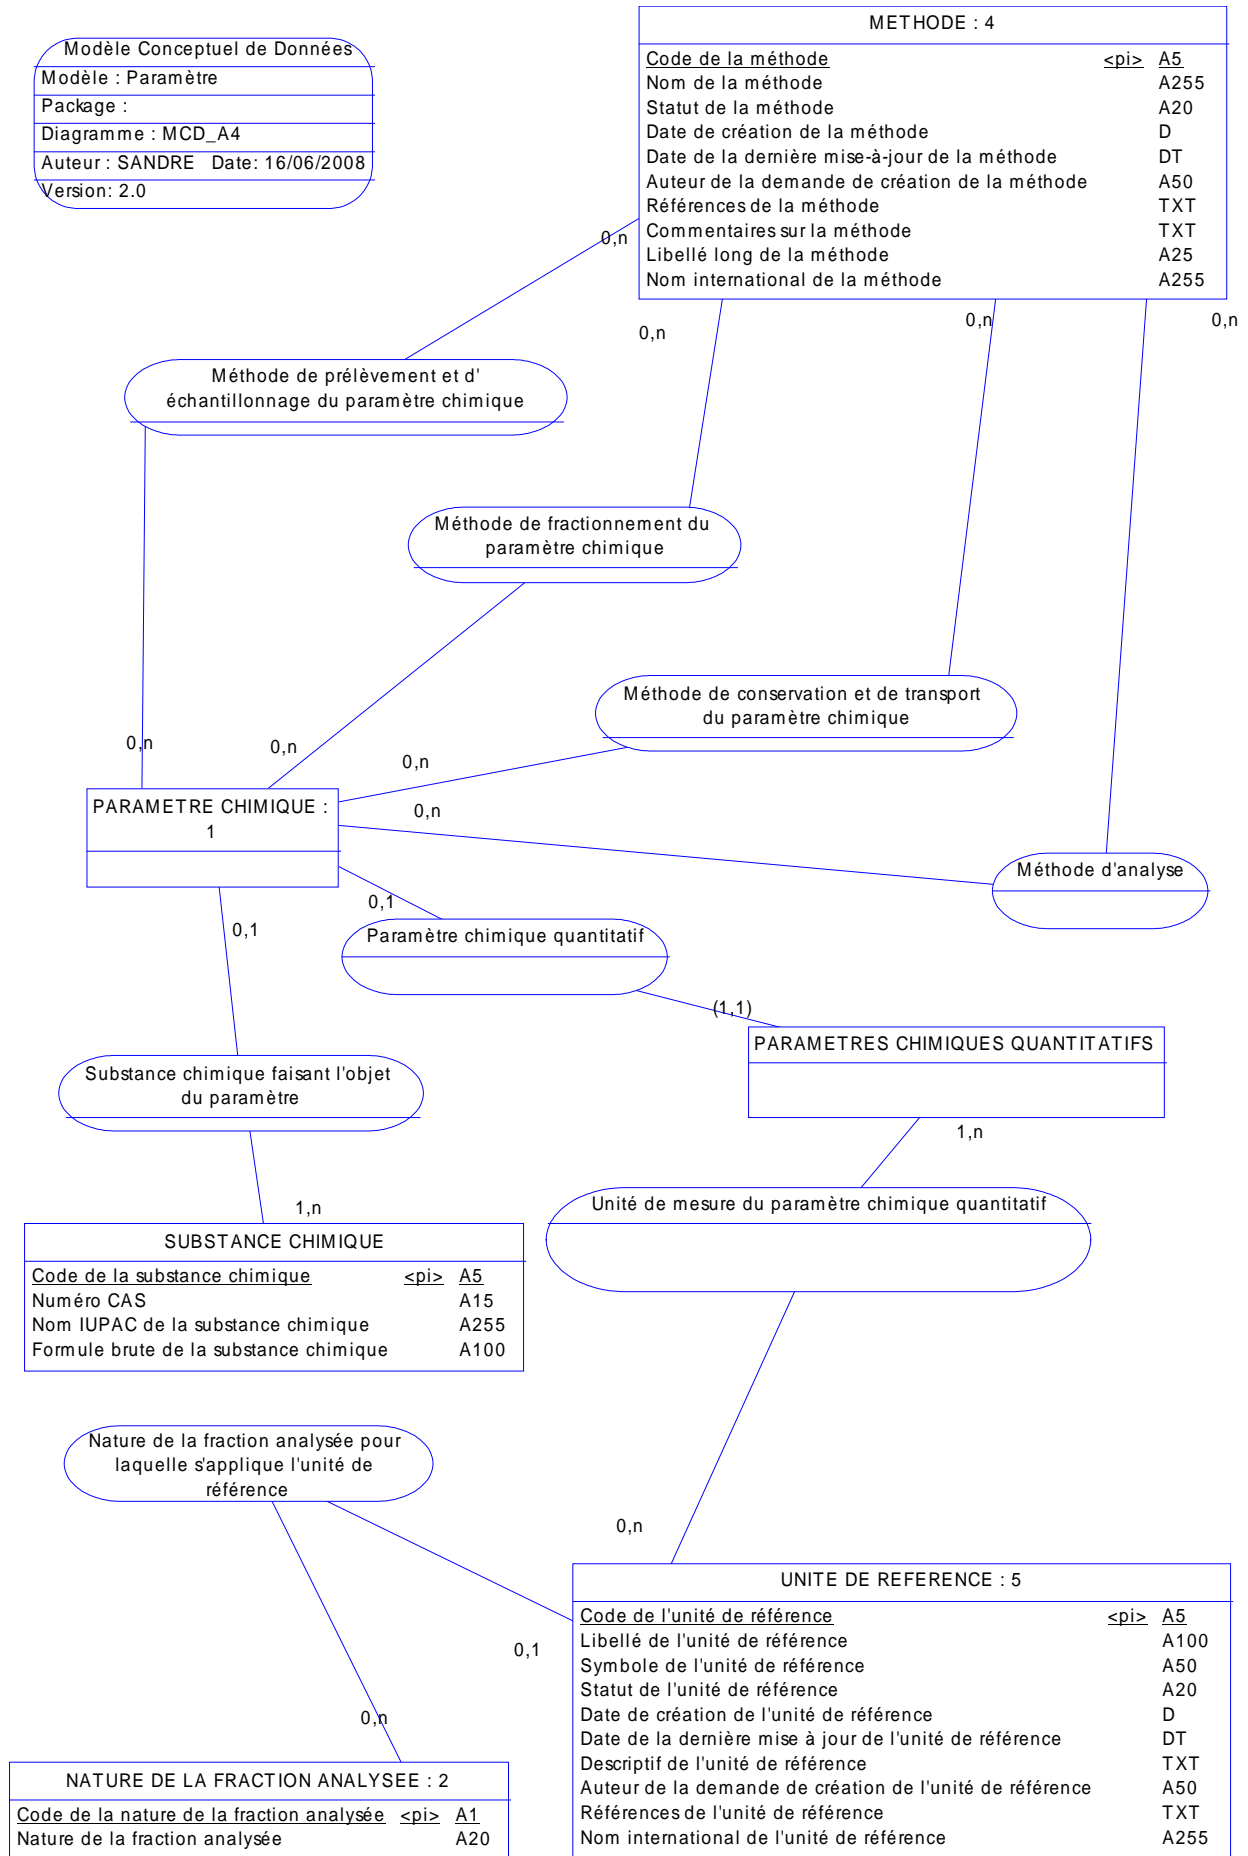 Modèle Conceptuel de Données
Modèle : Paramètre
Package :
Diagramme : MCD_A4
Auteur : SANDRE   Date: 16/06/2008
Version: 2.0
METHODE : 4
Code de la méthode <pi> A5
Nom de la méthode A255
Statut de la méthode A20
Date de création de la méthode D
Date de la dernière mise-à-jour de la méthode DT
Auteur de la demande de création de la méthode A50
Références de la méthode TXT
Commentaires sur la méthode TXT
Libellé long de la méthode A25
Nom international de la méthode A255
0,n
0,n
0,n
0,n
Méthode de prélèvement et d'
échantillonnage du paramètre chimique
Méthode de fractionnement du
paramètre chimique
Méthode de conservation et de transport
du paramètre chimique
0,n
0,n
0,n
0,n
PARAMETRE CHIMIQUE :
1
Méthode d'analyse
0,1
0,1
Paramètre chimique quantitatif
(1,1)
PARAMETRES CHIMIQUES QUANTITATIFS
Substance chimique faisant l'objet
du paramètre
1,n
Unité de mesure du paramètre chimique quantitatif
1,n
SUBSTANCE CHIMIQUE
Code de la substance chimique <pi> A5
Numéro CAS A15
Nom IUPAC de la substance chimique A255
Formule brute de la substance chimique A100
Nature de la fraction analysée pour
laquelle s'applique l'unité de
référence
0,n
UNITE DE REFERENCE : 5
Code de l'unité de référence <pi> A5
Libellé de l'unité de référence A100
Symbole de l'unité de référence A50
Statut de l'unité de référence A20
Date de création de l'unité de référence D
Date de la dernière mise à jour de l'unité de référence DT
Descriptif de l'unité de référence TXT
Auteur de la demande de création de l'unité de référence A50
Références de l'unité de référence TXT
Nom international de l'unité de référence A255
0,1
0,n
NATURE DE LA FRACTION ANALYSEE : 2
Code de la nature de la fraction analysée <pi> A1
Nature de la fraction analysée A20